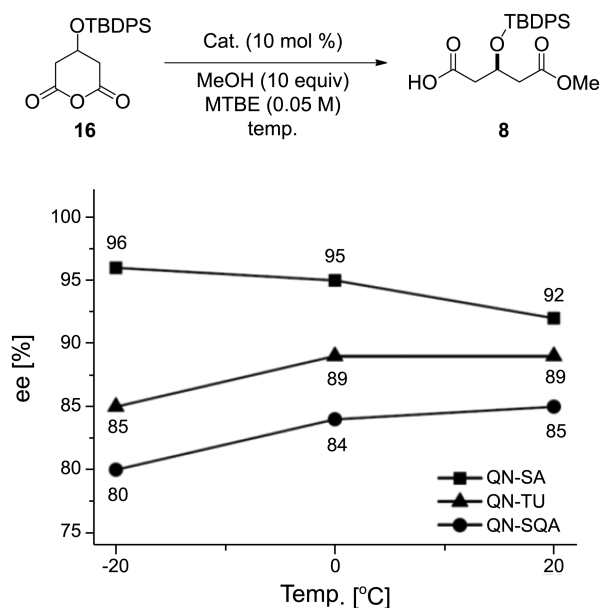 OTBDPS
O O O
16
Cat. (10 mol %)
MeOH (10 equiv)
MTBE (0.05 M)
temp.
TBDPS
O O O
HO OMe
8
100
95
90
85
80
75
ee [%]
96
95
92
85
89
89
80
84
85
QN-SA
QN-TU
QN-SQA
-20
0
20
Temp. [°C]